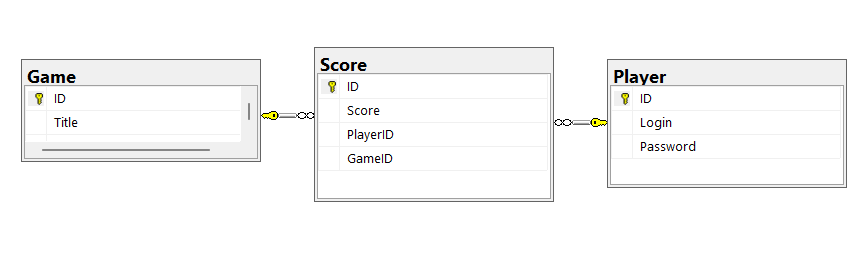 Game
ID
Title
Score
ID
Score
PlayerID
GameID
Player
ID
Login
Password